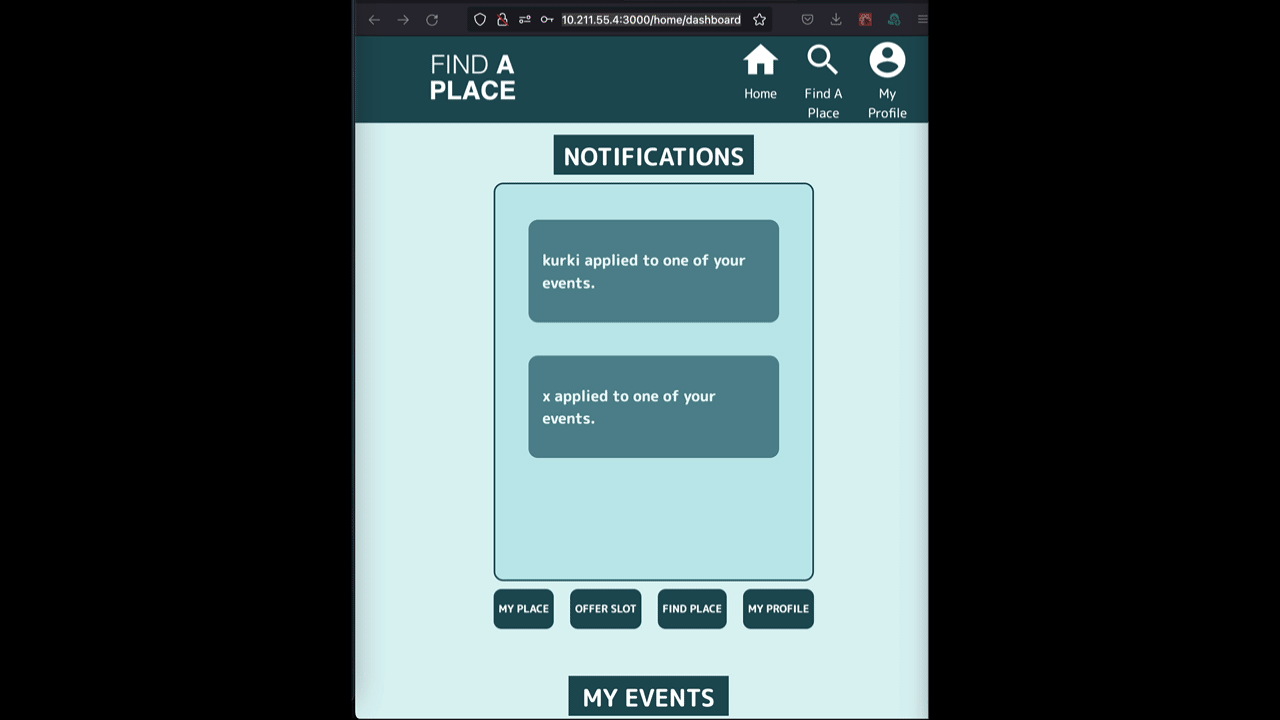 10.211.55.4:3000/home/dashboard
FIND A
PLACE
Home
Find A
Place
My
Profile
NOTIFICATIONS
kurki applied to one of your
events.
x applied to one of your
events.
MY PLACE
OFFER SLOT
FIND PLACE
MY PROFILE
MY EVENTS